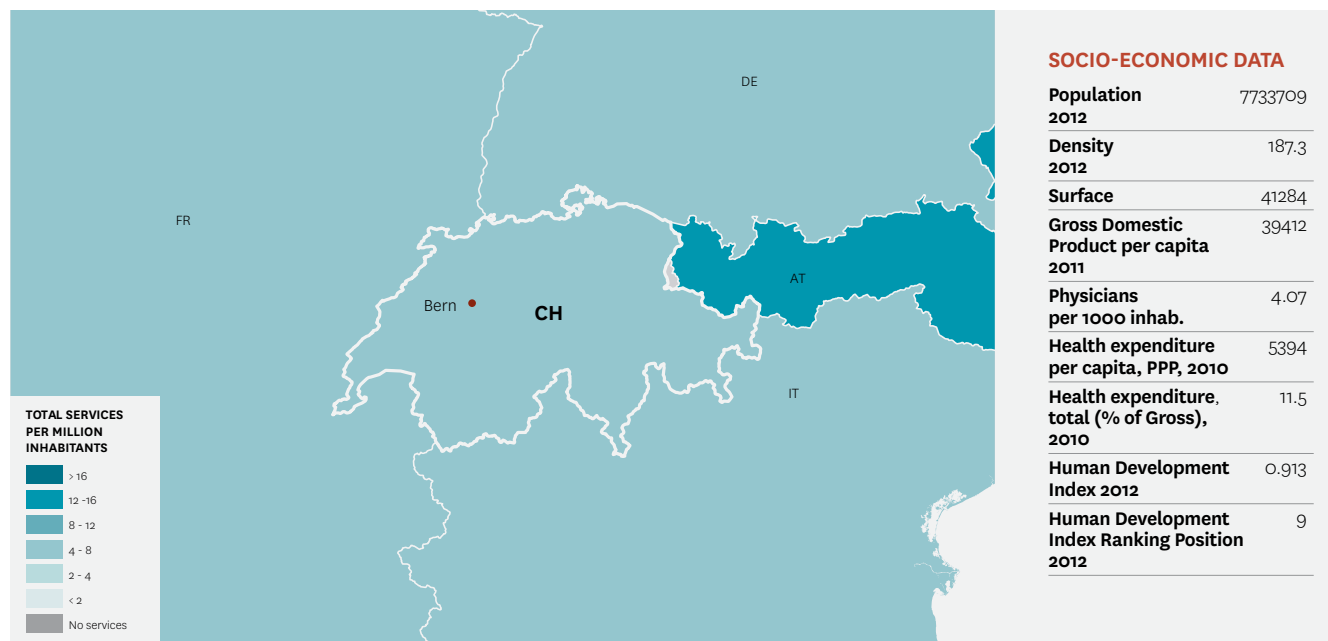 DE
FR
AT
Bern
CH
IT
TOTAL SERVICES
PER MILLION
INHABITANTS
> 16
12 -16
8 - 12
4 - 8
2 - 4
< 2
No services
SOCIO-ECONOMIC DATA
Population 7733709
2012
Density 187.3
2012
Surface 41284
Gross Domestic 39412
Product per capita
2011
Physicians 4.07
per 1000 inhab.
Health expenditure 5394
per capita, PPP, 2010
Health expenditure, 11.5
total (% of Gross),
2010
Human Development 0.913
Index 2012
Human Development 9
Index Ranking Position
2012